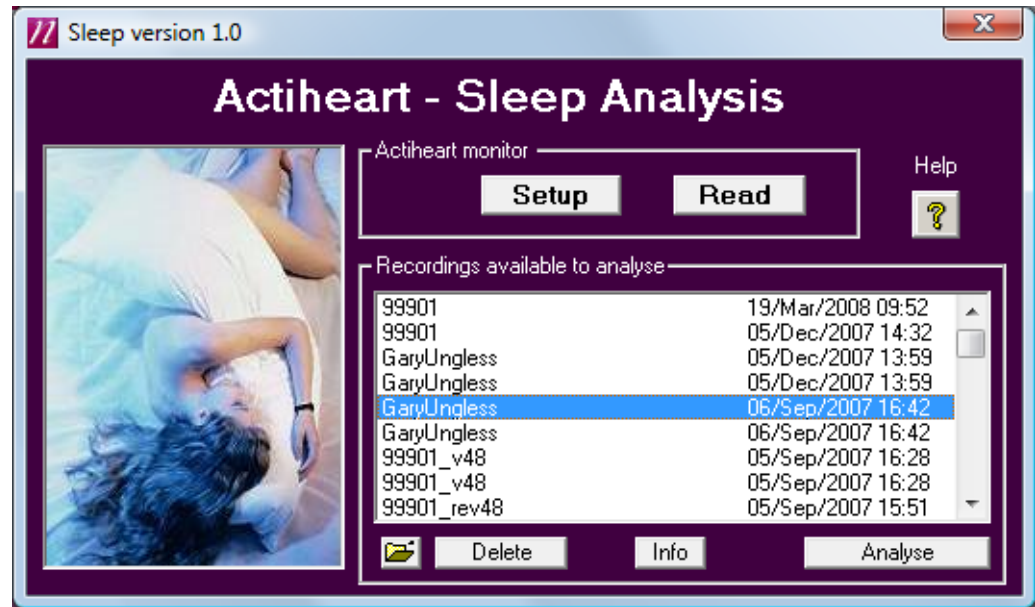 Sleep version 1.0
Actiheart - Sleep Analysis
Actiheart monitor
Setup Read
Help
?
Recordings available to analyse
99901 19/Mar/2008 09:52
99901 05/Dec/2007 14:32
GaryUngless 05/Dec/2007 13:59
GaryUngless 05/Dec/2007 13:59
GaryUngless 06/Sep/2007 16:42
GaryUngless 06/Sep/2007 16:42
99901_v48 05/Sep/2007 16:28
99901_v48 05/Sep/2007 16:28
99901_rev48 05/Sep/2007 15:51
Delete Info Analyse